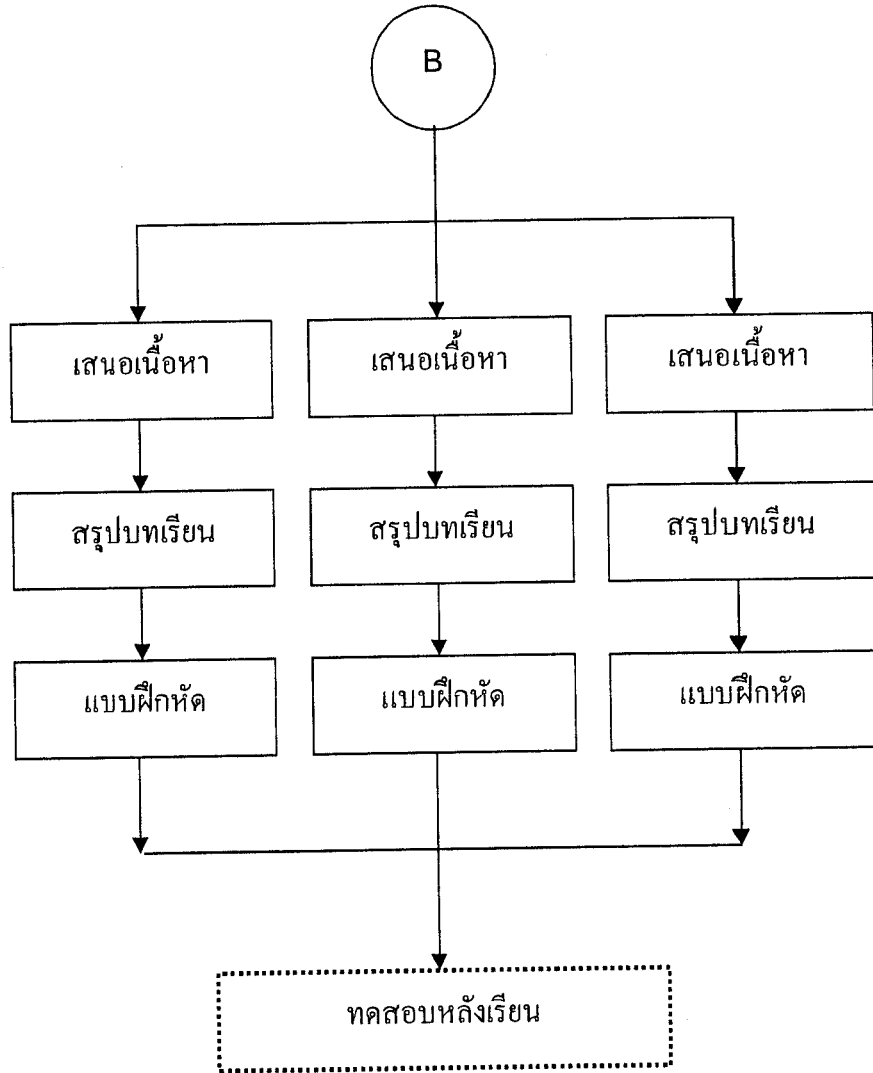 B
เสนอเนื้อหา
เสนอเนื้อหา
เสนอเนื้อหา
สรุปบทเรียน
สรุปบทเรียน
สรุปบทเรียน
แบบฝึกหัด
แบบฝึกหัด
แบบฝึกหัด
ทดสอบหลังเรียน